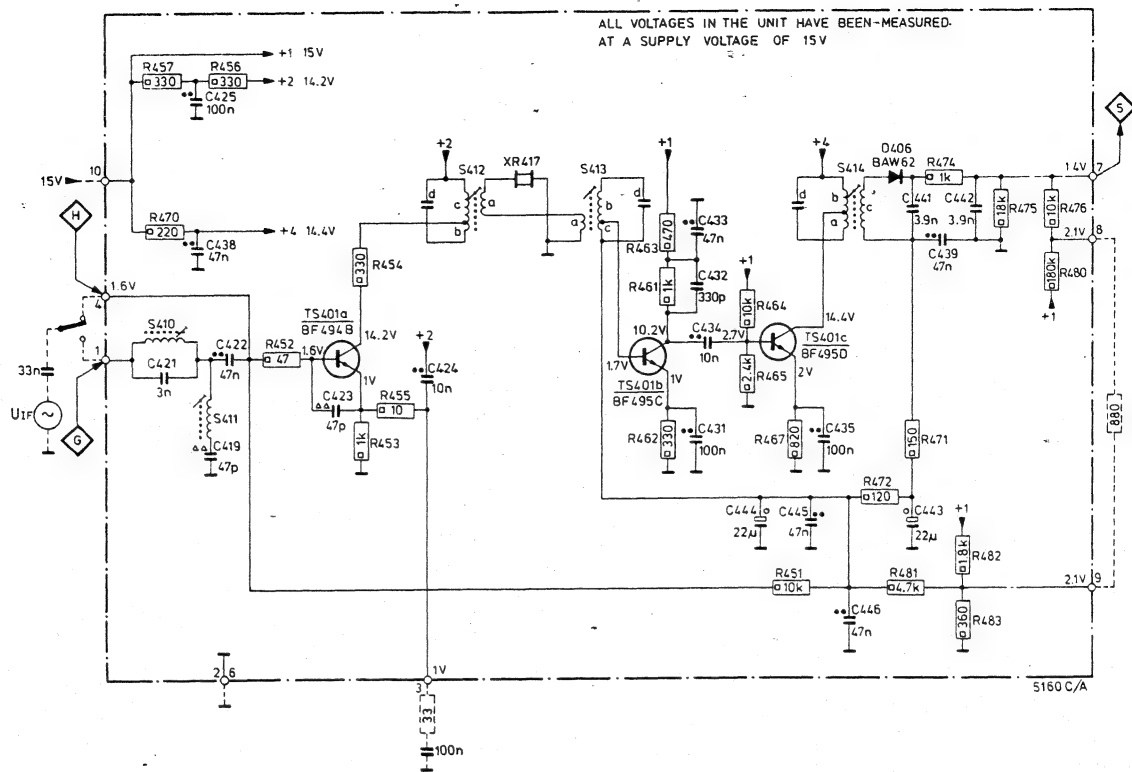 ALL VOLTAGES IN THE UNIT HAVE BEEN-MEASURED.
AT A SUPPLY VOLTAGE OF 15V
+1 15V
R457
R456
330
330
+2 14.2V
C425
100n
S
10
15V
R470
220
+4 14.4V
C438
47n
H
1.6V
4
S410
C421
3n
1
C422
47n
33n
UIF
G
S411
C419
47p
R452
47
1.6V
TS401a
BF494B
14.2V
1V
C423
47p
R455
10
1k
R453
330
R454
+2
C424
10n
+2
S412
d
c
b
a
XR417
S413
a
b
c
d
+1
470
R463
C433
47n
R461
1k
C432
330p
10.2V
C434
10n
2.7V
+1
10k
R464
2.4k
R465
1.7V
TS401b
BF495C
1V
R462
330
C431
100n
+4
S414
d
b
a
c
14.4V
TS401c
BF495D
2V
R467
820
C435
100n
D406
BAW62
R474
1k
C441
3.9n
C442
3.9n
C439
47n
18k
R475
10k
R476
1.4V
7
2.1V
8
180k
R480
+1
150
R471
R472
120
C444
22µ
C445
47n
C443
22µ
+1
1.8k
R482
R451
10k
R481
4.7k
2.1V
9
360
R483
C446
47n
880
2
6
1V
3
33
100n
5160 C/A